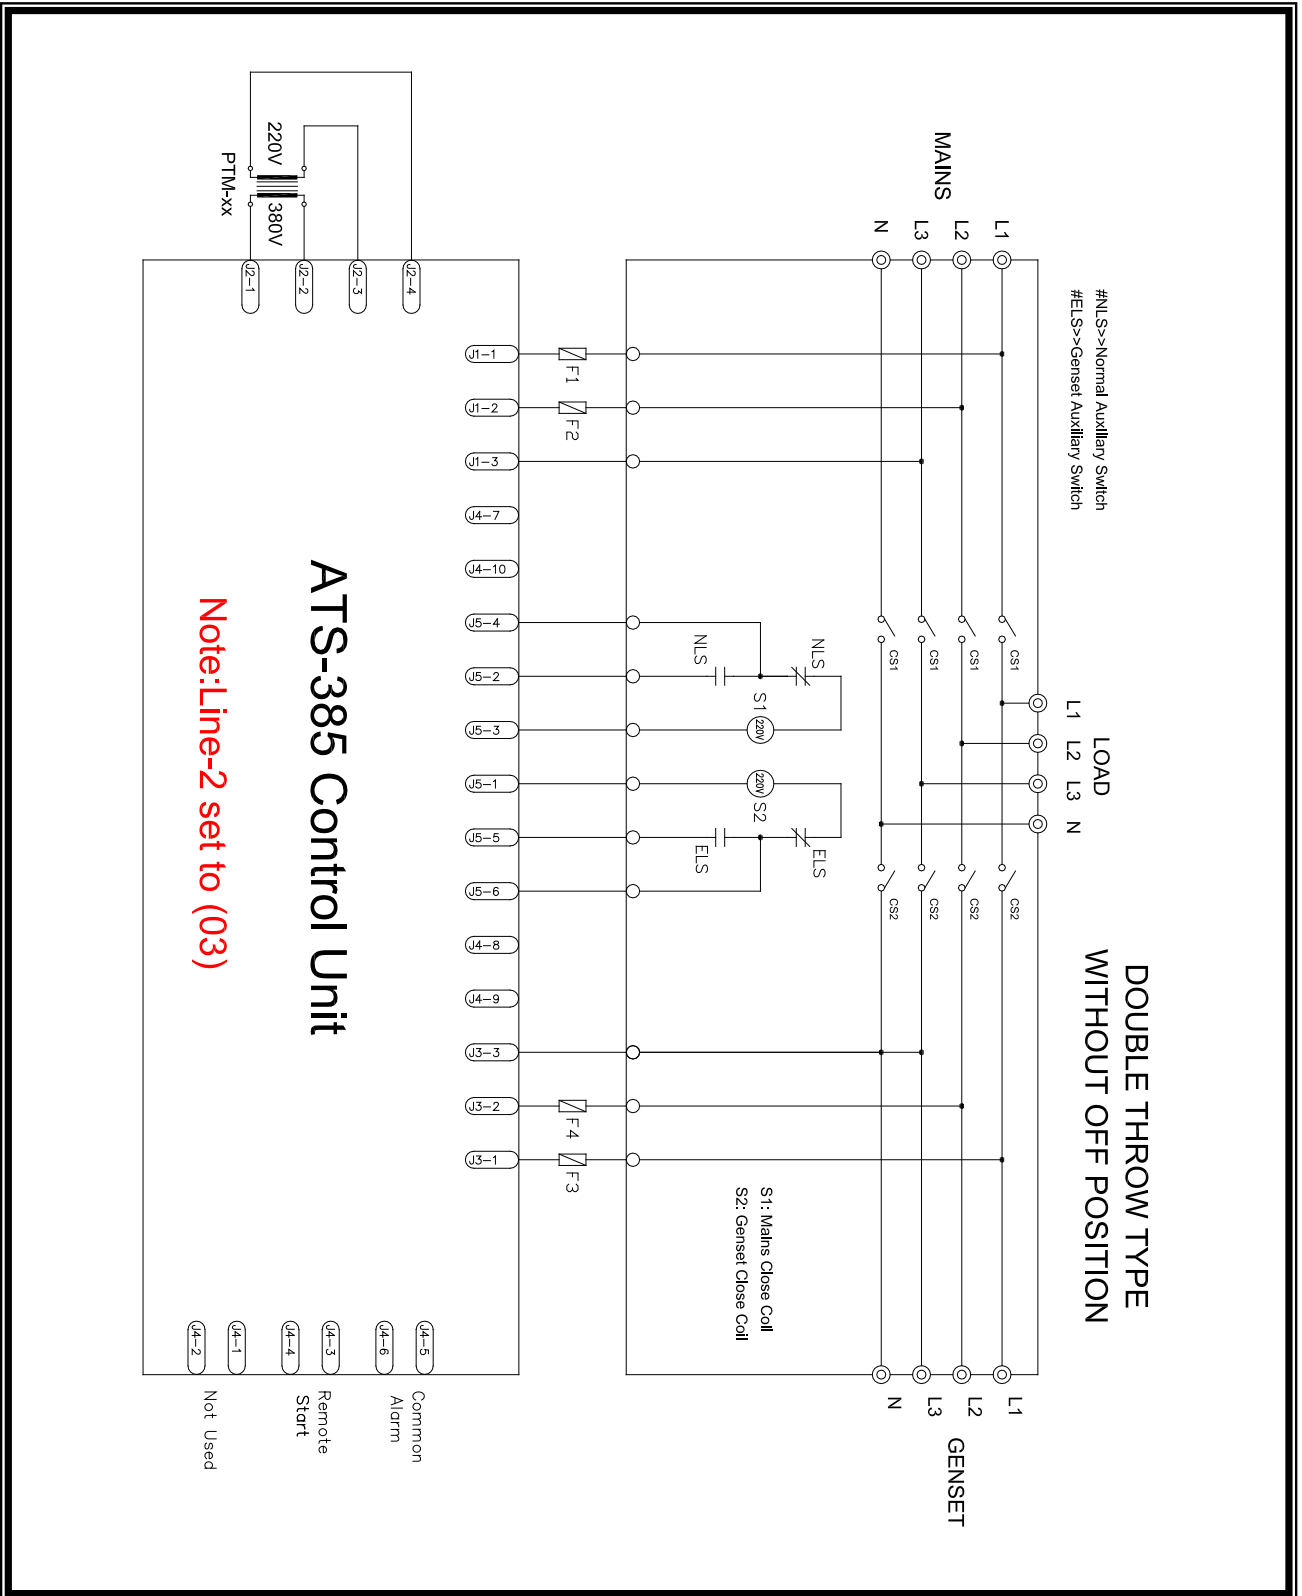 DOUBLE THROW TYPE
WITHOUT OFF POSITION
#NLS>>Normal Auxiliary Switch
#ELS>>Genset Auxiliary Switch
LOAD
L1 L2 L3 N
MAINS
L1
L2
L3
N
CS1
CS1
CS1
CS1
CS2
CS2
CS2
CS2
L1
L2
L3
N
GENSET
NLS
NLS
S1
220V
220V
S2
ELS
ELS
S1: Mains Close Coil
S2: Genset Close Coil
F1
F2
F4
F3
J1-1
J1-2
J1-3
J4-7
J4-10
J5-4
J5-2
J5-3
J5-1
J5-5
J5-6
J4-8
J4-9
J3-3
J3-2
J3-1
J2-4
J2-3
J2-2
J2-1
220V
380V
PTM-xx
ATS-385 Control Unit
Note:Line-2 set to (03)
J4-5
J4-6
Common
Alarm
J4-3
J4-4
Remote
Start
J4-1
J4-2
Not Used